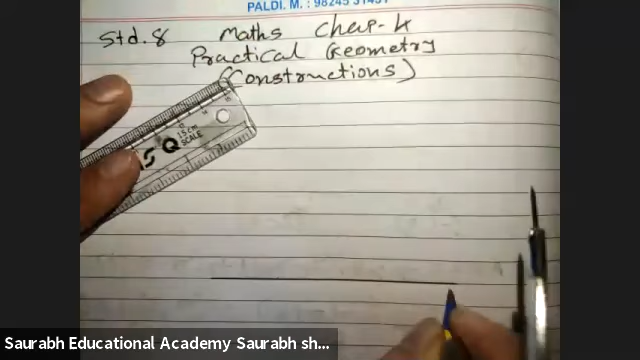 PALDI. M. : 98245 31451
Std. 8 Maths Chap-4
Practical Geometry
(Constructions)
SQ 15 CM
SCALE
Saurabh Educational Academy Saurabh sh...